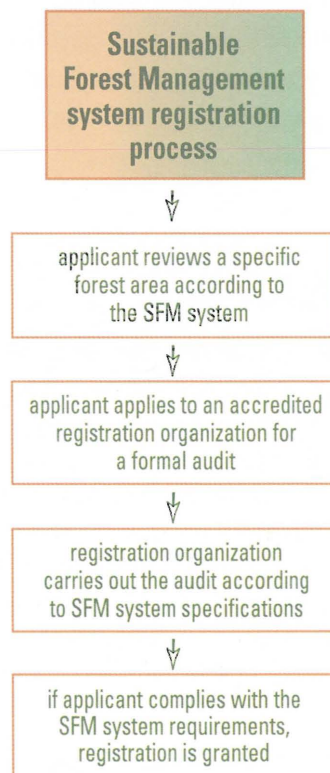 Sustainable
Forest Management
system registration
process
applicant reviews a specific
forest area according to
the SFM system
applicant applies to an accredited
registration organization for
a formal audit
registration organization
carries out the audit according
to SFM system specifications
if applicant complies with the
SFM system requirements,
registration is granted